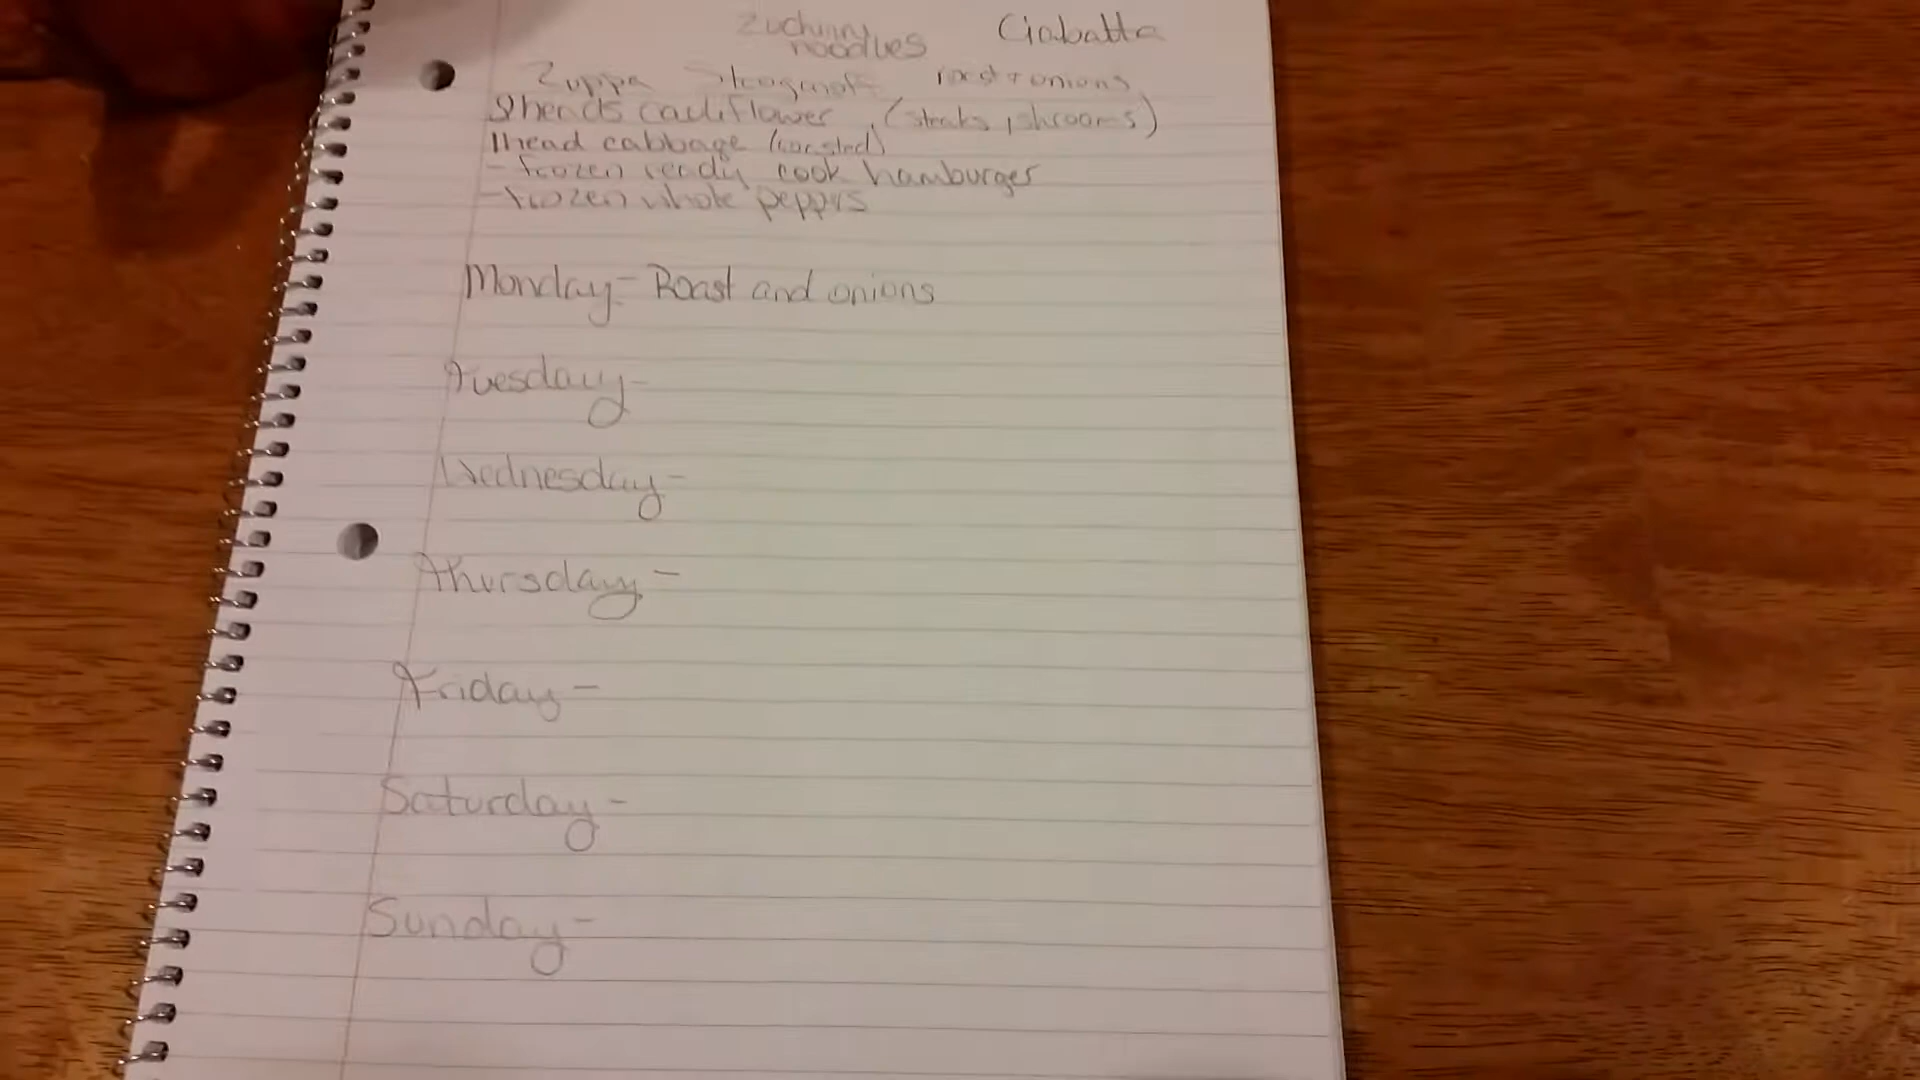 Zuchinny Ciabatta
noodles
Zuppa Stroganoff roast + onions
2 heads cauliflower (steaks, shrooms)
1 head cabbage (roasted)
- frozen ready cook hamburger
- frozen whole peppers
Monday - Roast and onions
Tuesday -
Wednesday -
Thursday -
Friday -
Saturday -
Sunday -